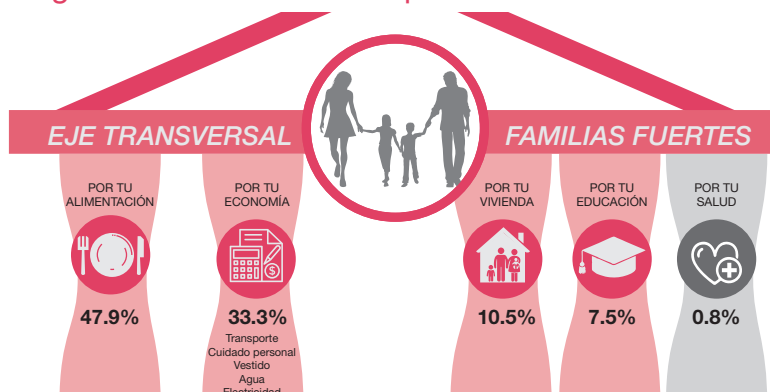 EJE TRANSVERSAL
FAMILIAS FUERTES
POR TU
ALIMENTACIÓN
47.9%
POR TU
ECONOMÍA
33.3%
Transporte
Cuidado personal
Vestido
Agua
Electricidad
POR TU
VIVIENDA
10.5%
POR TU
EDUCACIÓN
7.5%
POR TU
SALUD
0.8%